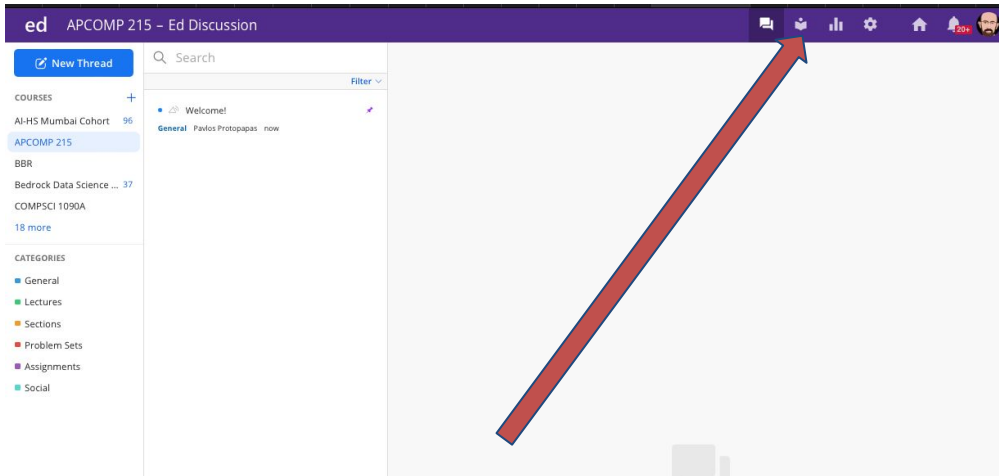 ed APCOMP 215 – Ed Discussion
20+
New Thread
Search
Filter
COURSES
AI-HS Mumbai Cohort 96
APCOMP 215
BBR
Bedrock Data Science ... 37
COMPSCI 1090A
18 more
Welcome!
General Pavlos Protopapas now
CATEGORIES
General
Lectures
Sections
Problem Sets
Assignments
Social